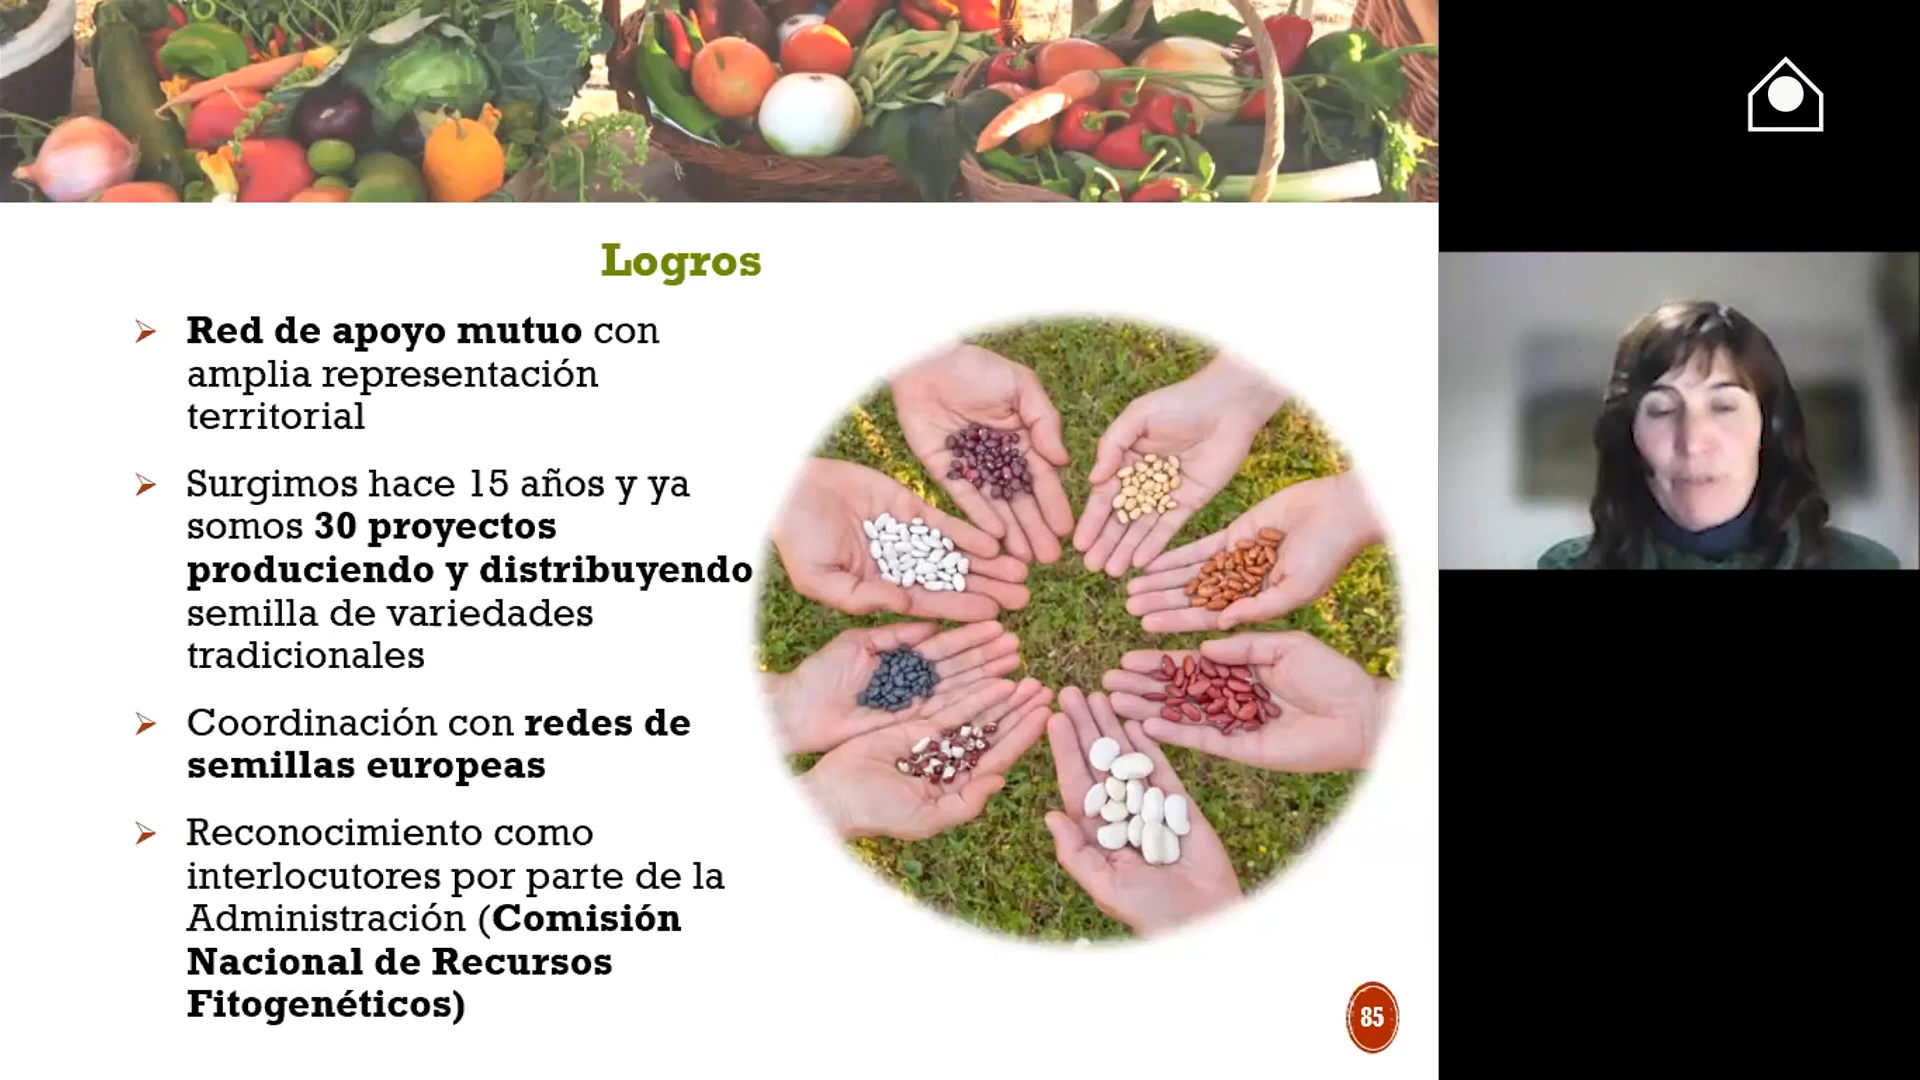 Logros
Red de apoyo mutuo con
amplia representación
territorial
Surgimos hace 15 años y ya
somos 30 proyectos
produciendo y distribuyendo
semilla de variedades
tradicionales
Coordinación con redes de
semillas europeas
Reconocimiento como
interlocutores por parte de la
Administración (Comisión
Nacional de Recursos
Fitogenéticos)
85